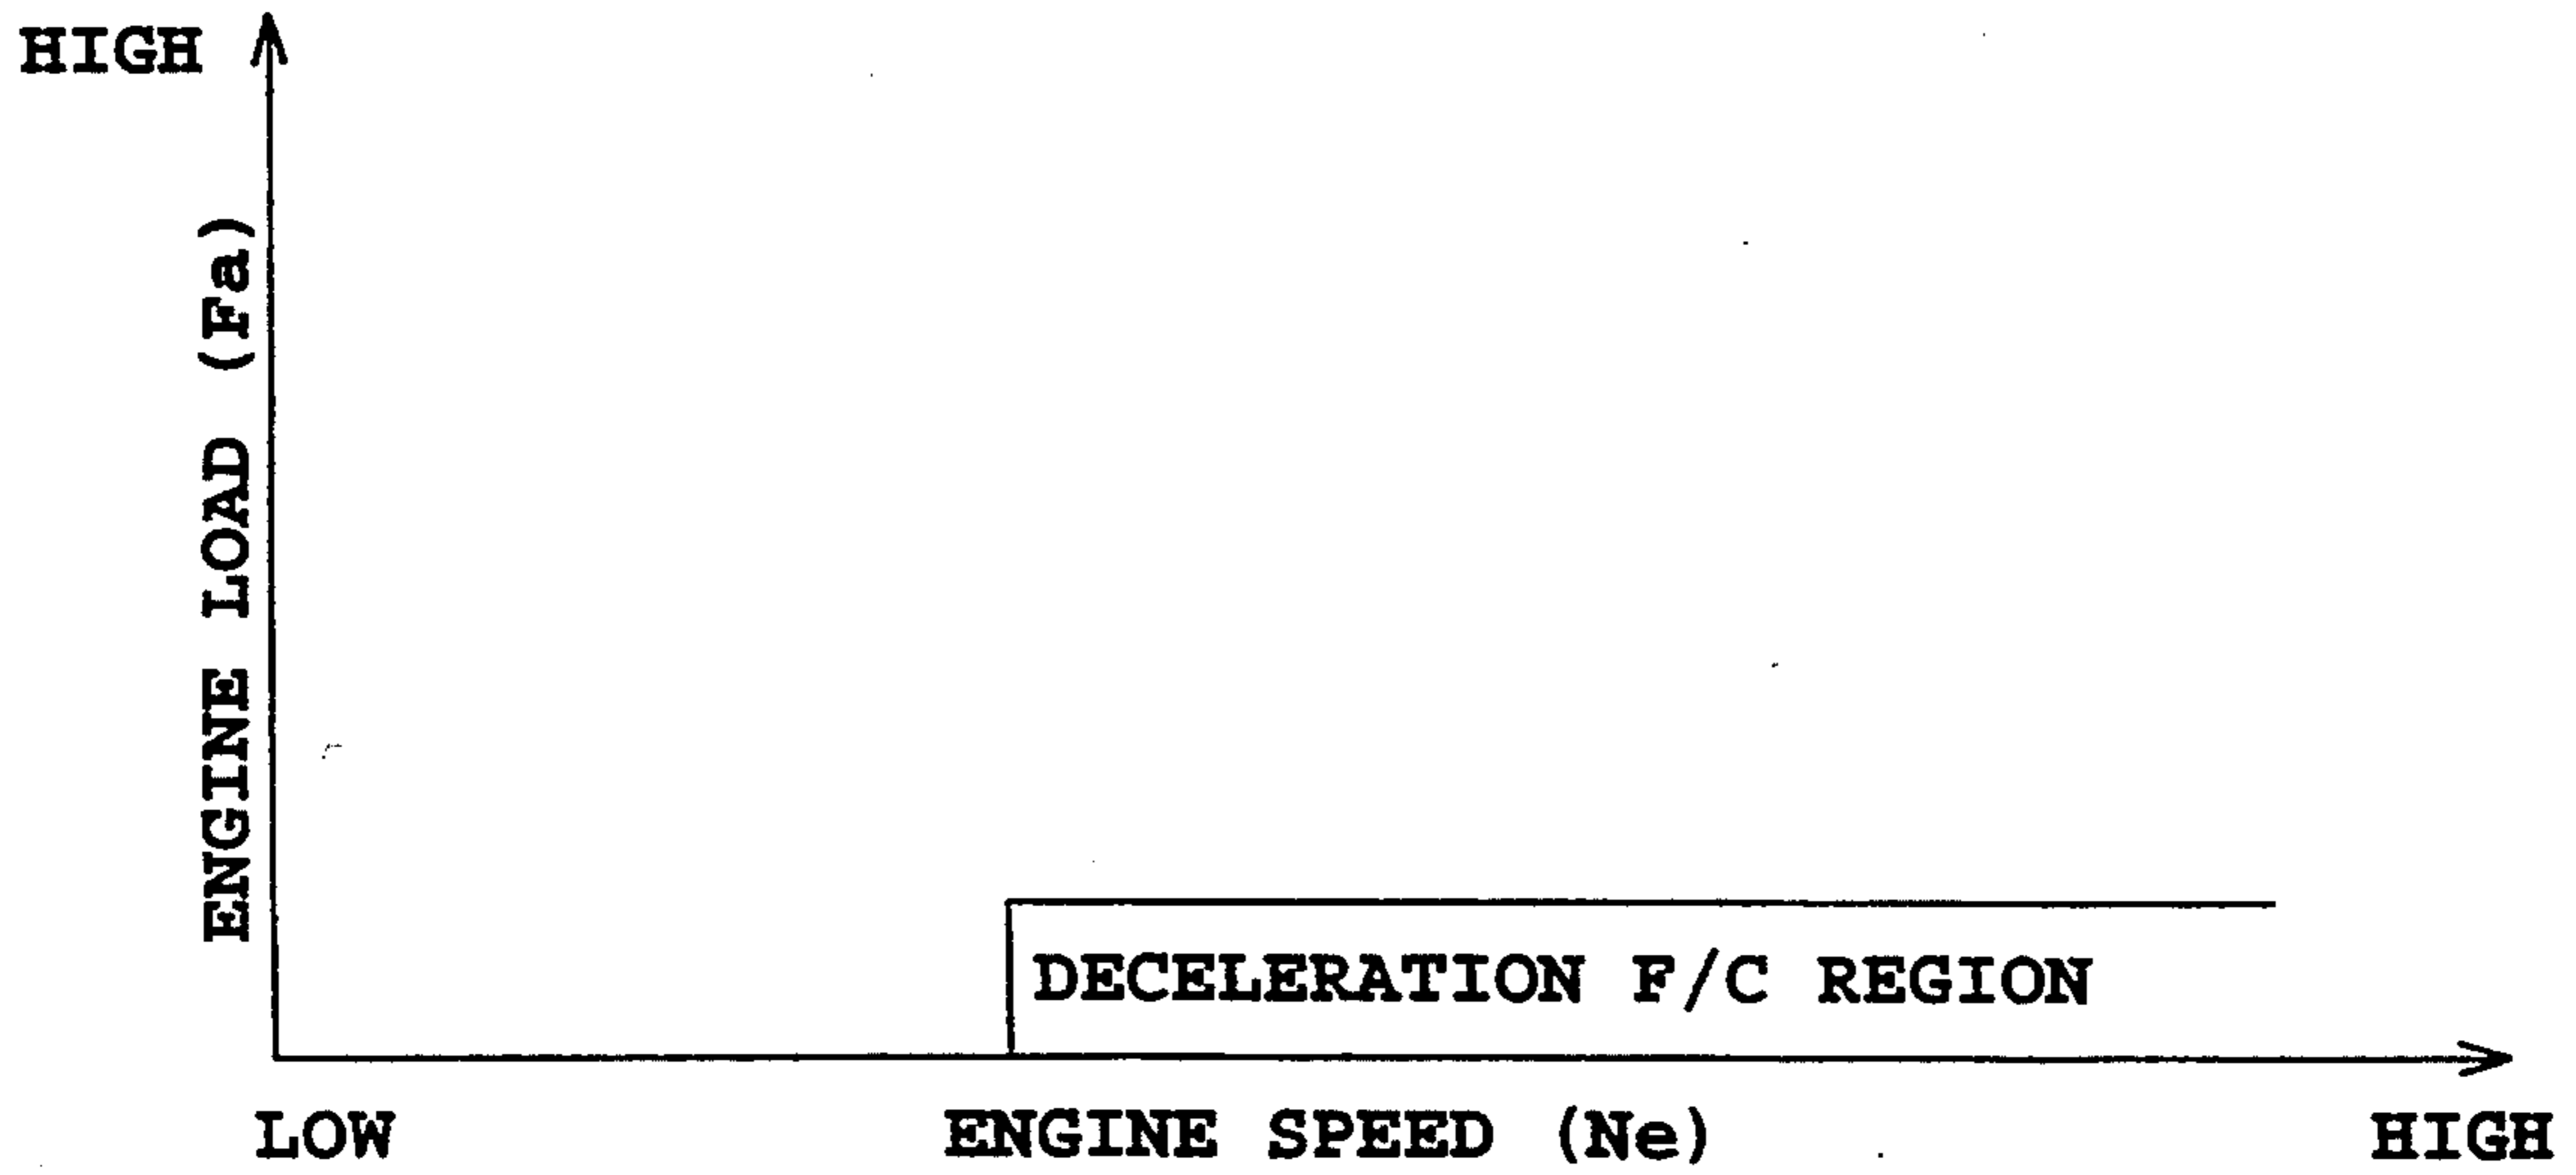 HIGH
ENGINE LOAD (Fa)
DECELERATION F/C REGION
LOW
ENGINE SPEED (Ne)
HIGH